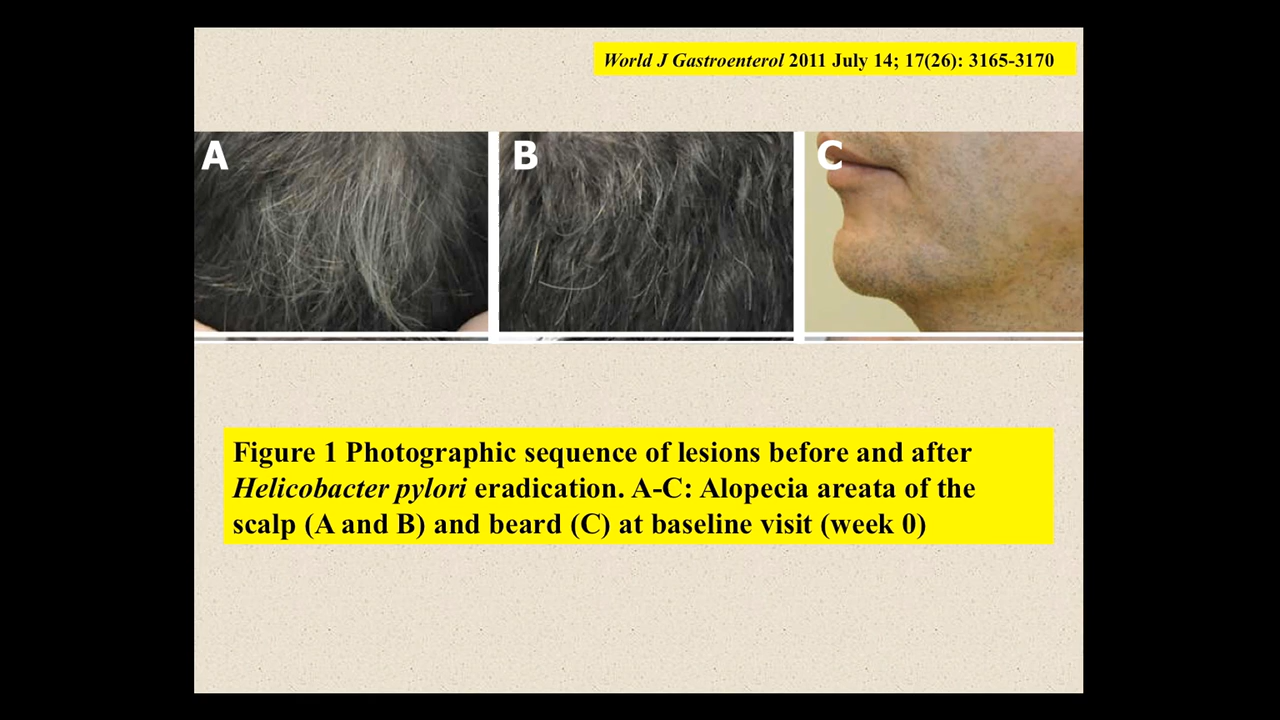 World J Gastroenterol 2011 July 14; 17(26): 3165-3170
A
B
C
Figure 1 Photographic sequence of lesions before and after
Helicobacter pylori eradication. A-C: Alopecia areata of the
scalp (A and B) and beard (C) at baseline visit (week 0)